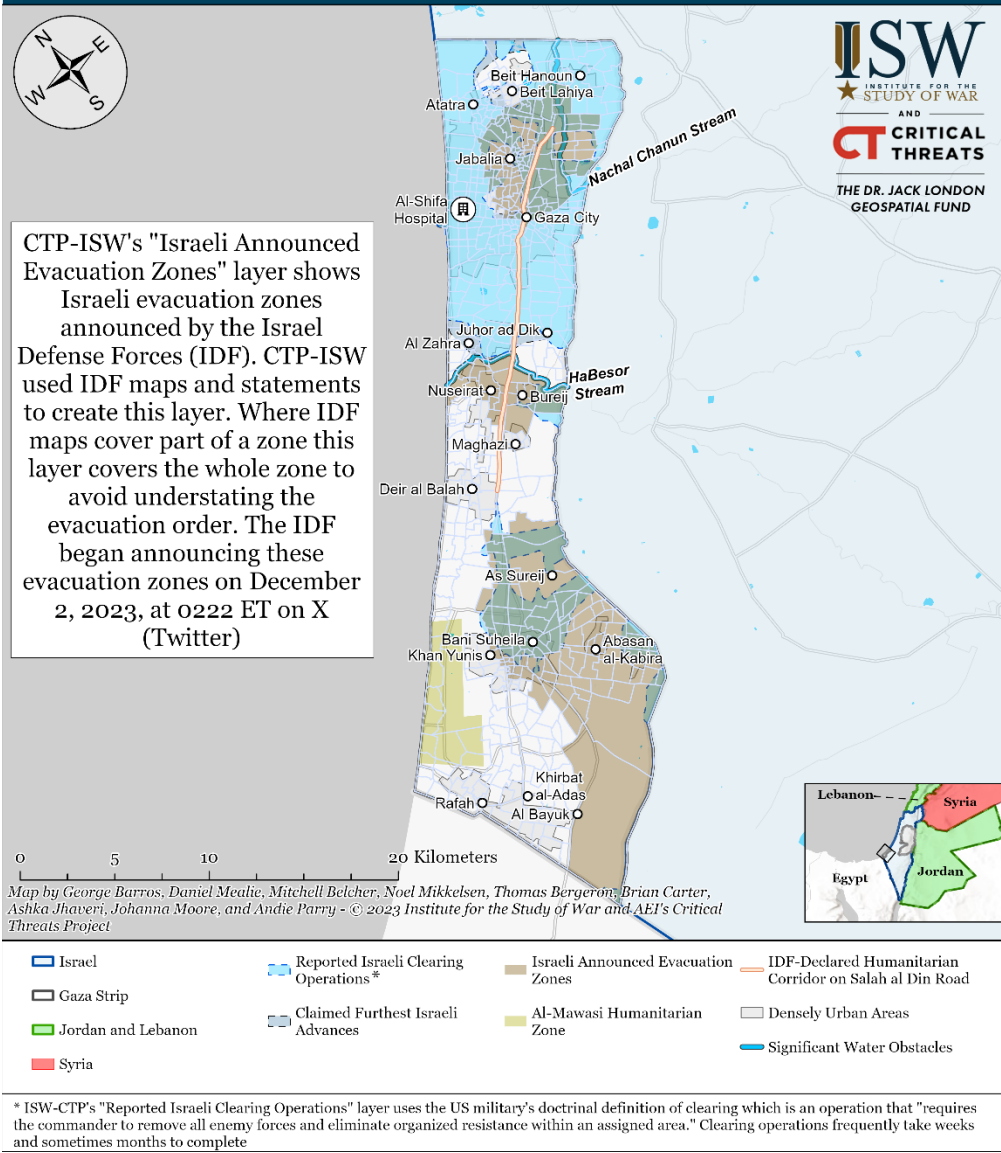 N
E
W
S
ISW
INSTITUTE FOR THE
STUDY OF WAR
AND
CT CRITICAL
THREATS
THE DR. JACK LONDON
GEOSPATIAL FUND
Beit Hanoun
Beit Lahiya
Atatra
Jabalia
Nachal Chanun Stream
Al-Shifa
Hospital
Gaza City
CTP-ISW's "Israeli Announced
Evacuation Zones" layer shows
Israeli evacuation zones
announced by the Israel
Defense Forces (IDF). CTP-ISW
used IDF maps and statements
to create this layer. Where IDF
maps cover part of a zone this
layer covers the whole zone to
avoid understating the
evacuation order. The IDF
began announcing these
evacuation zones on December
2, 2023, at 0222 ET on X
(Twitter)
Juhor ad Dik
Al Zahra
HaBesor
Stream
Nuseirat
Bureij
Maghazi
Deir al Balah
As Sureij
Bani Suheila
Abasan
al-Kabira
Khan Yunis
Khirbat
al-Adas
Rafah
Al Bayuk
Lebanon
Syria
Egypt
Jordan
0 5 10 20 Kilometers
Map by George Barros, Daniel Mealie, Mitchell Belcher, Noel Mikkelsen, Thomas Bergeron, Brian Carter,
Ashka Jhaveri, Johanna Moore, and Andie Parry - © 2023 Institute for the Study of War and AEI's Critical
Threats Project
Israel
Gaza Strip
Jordan and Lebanon
Syria
Reported Israeli Clearing
Operations*
Claimed Furthest Israeli
Advances
Israeli Announced Evacuation
Zones
Al-Mawasi Humanitarian
Zone
IDF-Declared Humanitarian
Corridor on Salah al Din Road
Densely Urban Areas
Significant Water Obstacles
* ISW-CTP's "Reported Israeli Clearing Operations" layer uses the US military's doctrinal definition of clearing which is an operation that "requires
the commander to remove all enemy forces and eliminate organized resistance within an assigned area." Clearing operations frequently take weeks
and sometimes months to complete